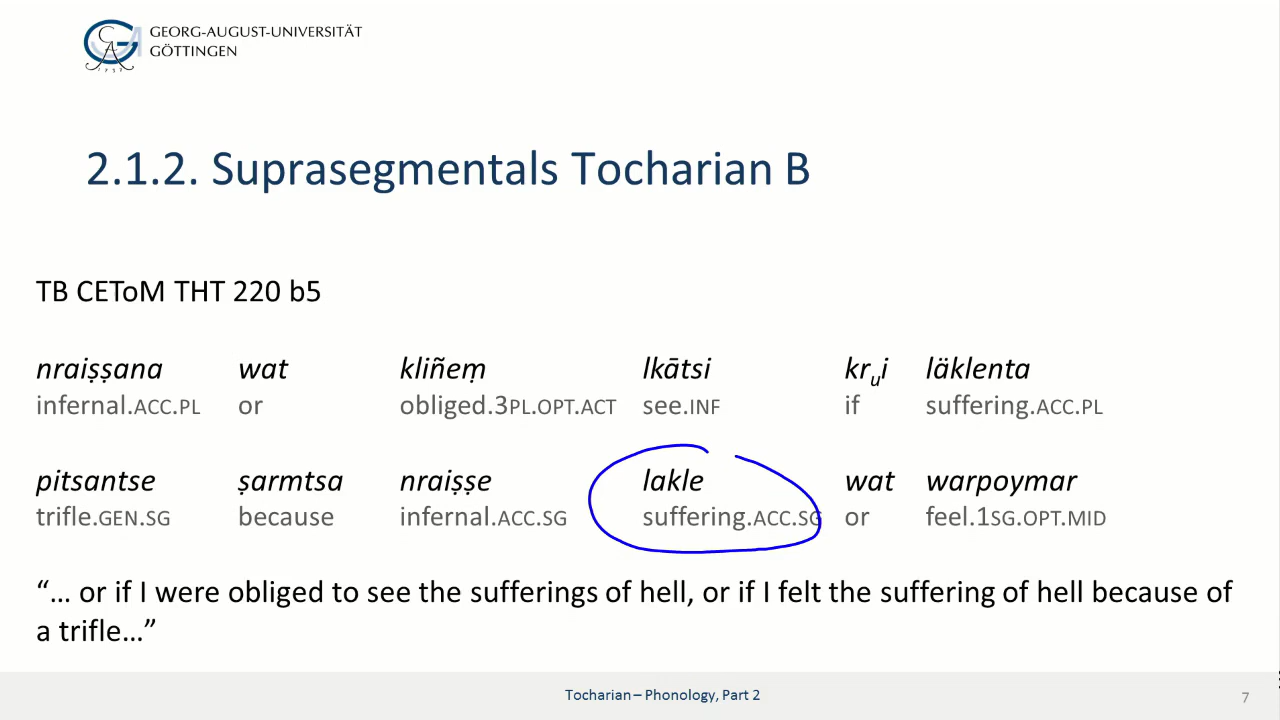 GEORG-AUGUST-UNIVERSITÄT
GÖTTINGEN
2.1.2. Suprasegmentals Tocharian B
TB CEToM THT 220 b5
nraiṣṣana wat kliñeṃ lkātsi krᵤi läklenta
infernal.ACC.PL or obliged.3PL.OPT.ACT see.INF if suffering.ACC.PL
pitsantse ṣarmtsa nraiṣṣe lakle wat warpoymar
trifle.GEN.SG because infernal.ACC.SG suffering.ACC.SG or feel.1SG.OPT.MID
“… or if I were obliged to see the sufferings of hell, or if I felt the suffering of hell because of
a trifle…”
Tocharian – Phonology, Part 2
7